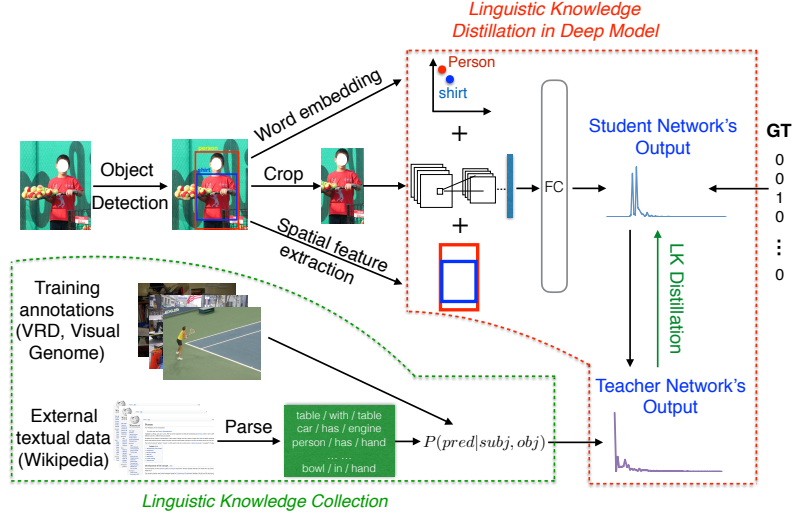 Linguistic Knowledge
Distillation in Deep Model
Word embedding
Person
shirt
+
Object
Detection
person
shirt
Crop
FC
Student Network's
Output
GT
0
0
1
0
...
0
+
Spatial feature
extraction
LK Distillation
Training
annotations
(VRD, Visual
Genome)
Teacher Network's
Output
External
textual data
(Wikipedia)
Parse
table / with / table
car / has / engine
person / has / hand
... ...
bowl / in / hand
P(pred|subj, obj)
Linguistic Knowledge Collection